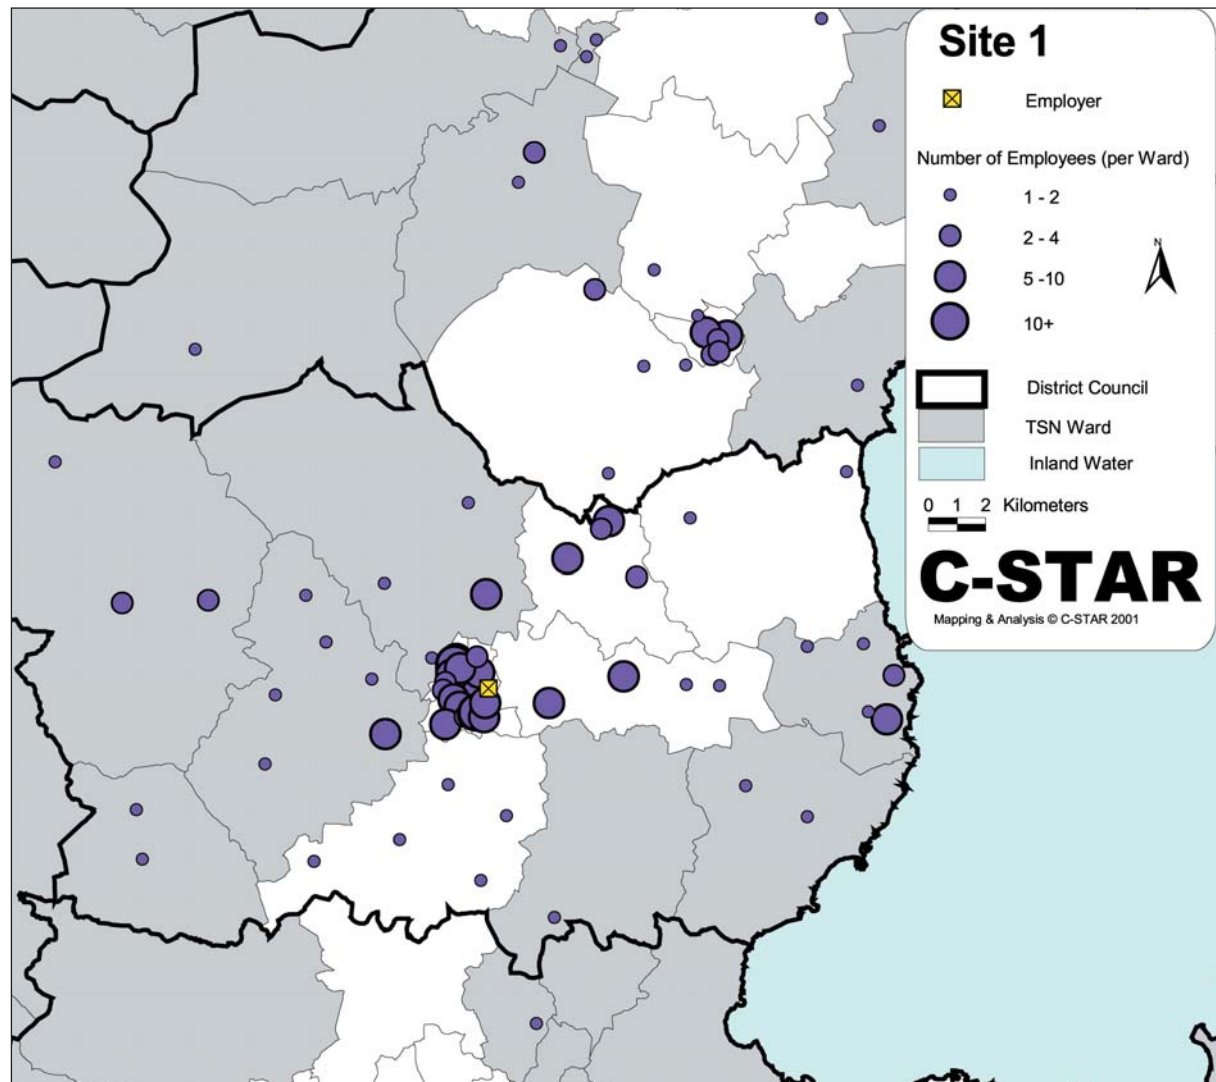 Site 1
Employer
Number of Employees (per Ward)
1 - 2
2 - 4
5 -10
10+
N
District Council
TSN Ward
Inland Water
0 1 2 Kilometers
C-STAR
Mapping & Analysis © C-STAR 2001